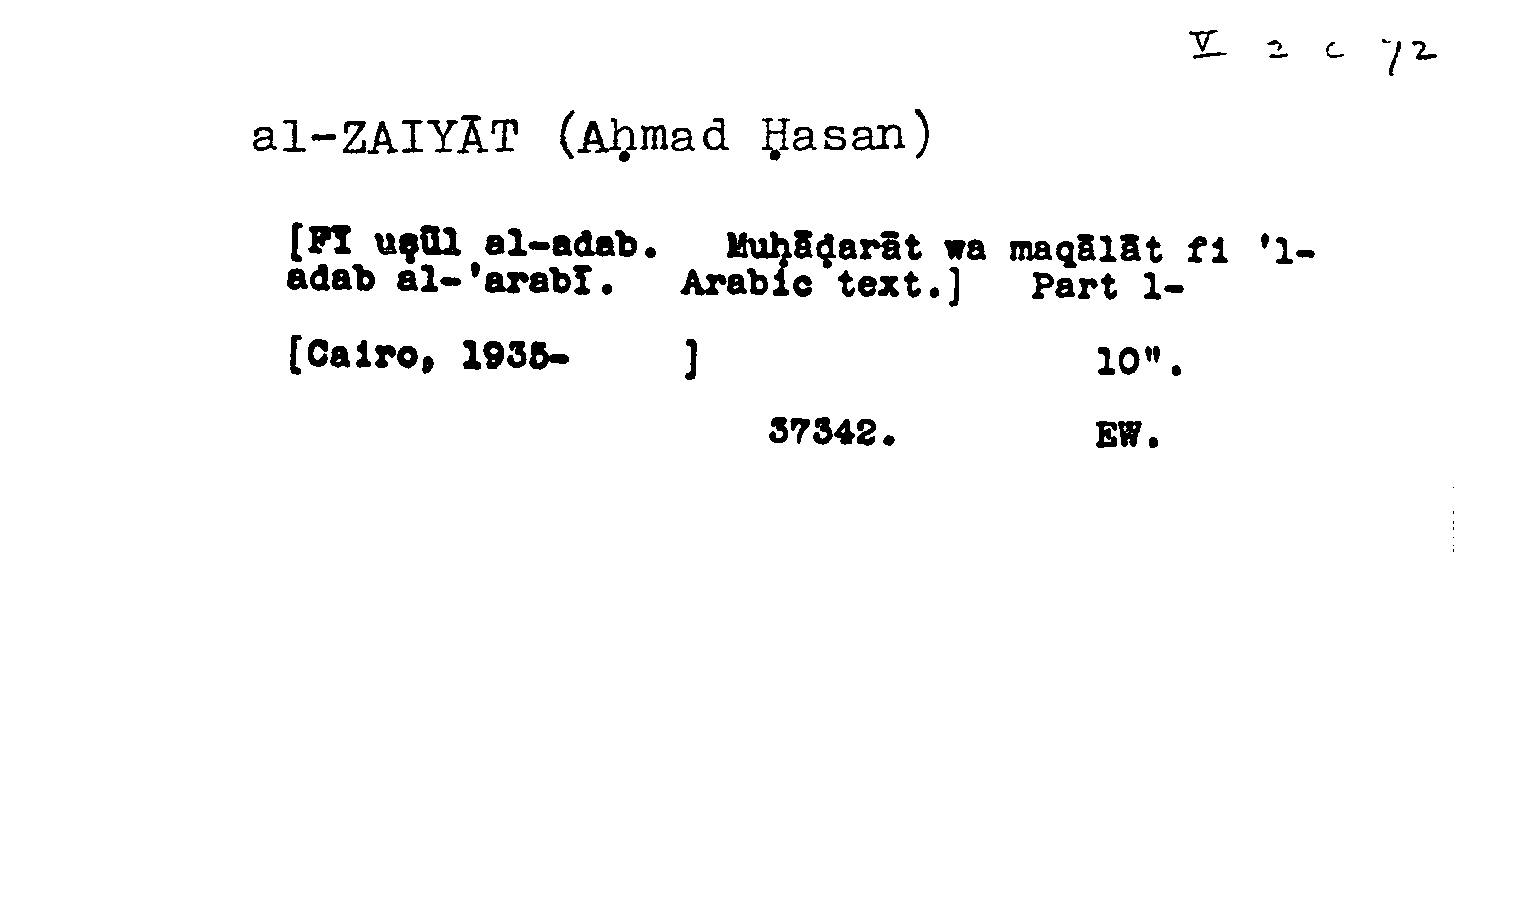 V 2 c 72
al-ZAIYĀT (Aḥmad Ḥasan)
[FĪ uṣūl al-adab. Muḥāḍarāt wa maqālāt fi 'l-
adab al-'arabī. Arabic text.] Part 1-
[Cairo, 1935- ] 10".
37342. EW.